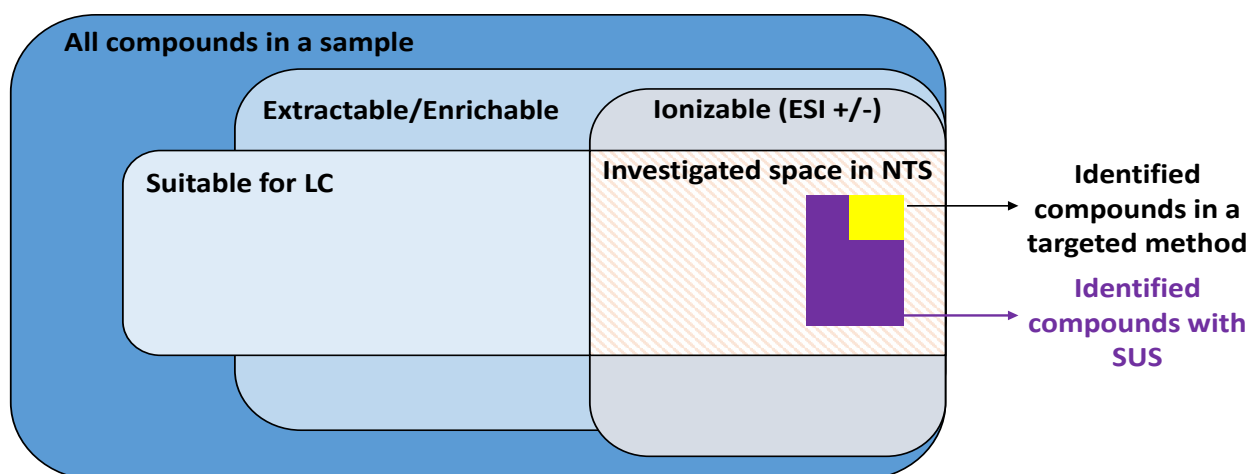 All compounds in a sample
Extractable/Enrichable
Ionizable (ESI +/-)
Suitable for LC
Investigated space in NTS
Identified
compounds in a
targeted method
Identified
compounds with
SUS